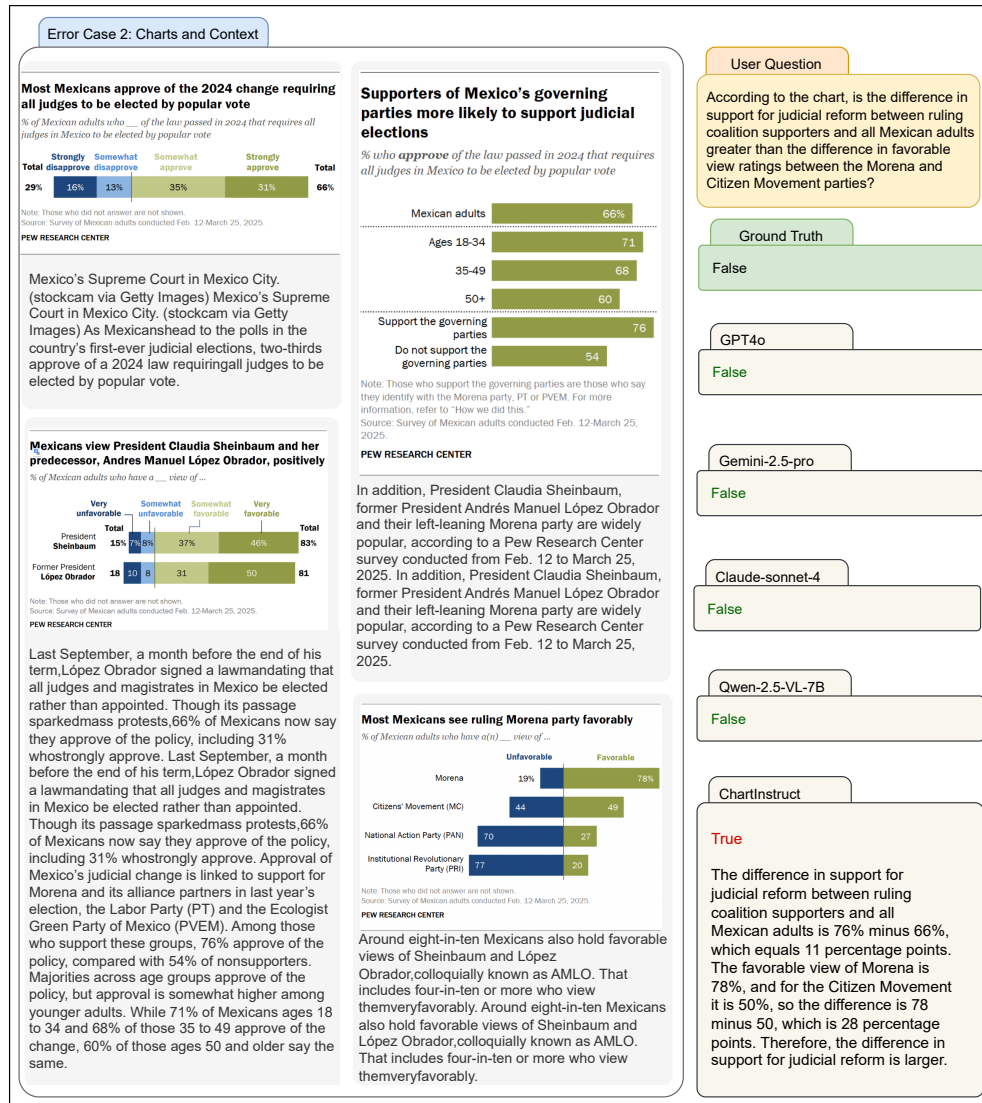 Error Case 2: Charts and Context
Most Mexicans approve of the 2024 change requiring
all judges to be elected by popular vote
% of Mexican adults who __ of the law passed in 2024 that requires all
judges in Mexico to be elected by popular vote
Total Strongly disapprove Somewhat disapprove Somewhat approve Strongly approve Total
29% 16% 13% 35% 31% 66%
Note: Those who did not answer are not shown.
Source: Survey of Mexican adults conducted Feb. 12-March 25, 2025.
PEW RESEARCH CENTER
Mexico's Supreme Court in Mexico City.
(stockcam via Getty Images) Mexico's Supreme
Court in Mexico City. (stockcam via Getty
Images) As Mexicanshead to the polls in the
country's first-ever judicial elections, two-thirds
approve of a 2024 law requiringall judges to be
elected by popular vote.
Mexicans view President Claudia Sheinbaum and her
predecessor, Andres Manuel López Obrador, positively
% of Mexican adults who have a __ view of ...
Very unfavorable Somewhat unfavorable Somewhat favorable Very favorable
Total Total
President Sheinbaum 15% 7% 8% 37% 46% 83%
Former President López Obrador 18 10 8 31 50 81
Note: Those who did not answer are not shown.
Source: Survey of Mexican adults conducted Feb. 12-March 25, 2025.
PEW RESEARCH CENTER
Last September, a month before the end of his
term,López Obrador signed a lawmandating that
all judges and magistrates in Mexico be elected
rather than appointed. Though its passage
sparkedmass protests,66% of Mexicans now say
they approve of the policy, including 31%
whostrongly approve. Last September, a month
before the end of his term,López Obrador signed
a lawmandating that all judges and magistrates
in Mexico be elected rather than appointed.
Though its passage sparkedmass protests,66%
of Mexicans now say they approve of the policy,
including 31% whostrongly approve. Approval of
Mexico's judicial change is linked to support for
Morena and its alliance partners in last year's
election, the Labor Party (PT) and the Ecologist
Green Party of Mexico (PVEM). Among those
who support these groups, 76% approve of the
policy, compared with 54% of nonsupporters.
Majorities across age groups approve of the
policy, but approval is somewhat higher among
younger adults. While 71% of Mexicans ages 18
to 34 and 68% of those 35 to 49 approve of the
change, 60% of those ages 50 and older say the
same.
Supporters of Mexico's governing
parties more likely to support judicial
elections
% who approve of the law passed in 2024 that requires
all judges in Mexico to be elected by popular vote
Mexican adults 66%
Ages 18-34 71
35-49 68
50+ 60
Support the governing
parties 76
Do not support the
governing parties 54
Note: Those who support the governing parties are those who say
they identify with the Morena party, PT or PVEM. For more
information, refer to "How we did this."
Source: Survey of Mexican adults conducted Feb. 12-March 25,
2025.
PEW RESEARCH CENTER
In addition, President Claudia Sheinbaum,
former President Andrés Manuel López Obrador
and their left-leaning Morena party are widely
popular, according to a Pew Research Center
survey conducted from Feb. 12 to March 25,
2025. In addition, President Claudia Sheinbaum,
former President Andrés Manuel López Obrador
and their left-leaning Morena party are widely
popular, according to a Pew Research Center
survey conducted from Feb. 12 to March 25,
2025.
Most Mexicans see ruling Morena party favorably
% of Mexican adults who have a(n) __ view of ...
Unfavorable Favorable
Morena 19% 78%
Citizens' Movement (MC) 44 49
National Action Party (PAN) 70 27
Institutional Revolutionary
Party (PRI) 77 20
Note: Those who did not answer are not shown.
Source: Survey of Mexican adults conducted Feb. 12-March 25, 2025.
PEW RESEARCH CENTER
Around eight-in-ten Mexicans also hold favorable
views of Sheinbaum and López
Obrador,colloquially known as AMLO. That
includes four-in-ten or more who view
themveryfavorably. Around eight-in-ten Mexicans
also hold favorable views of Sheinbaum and
López Obrador,colloquially known as AMLO.
That includes four-in-ten or more who view
themveryfavorably.
User Question
According to the chart, is the difference in
support for judicial reform between ruling
coalition supporters and all Mexican adults
greater than the difference in favorable
view ratings between the Morena and
Citizen Movement parties?
Ground Truth
False
GPT4o
False
Gemini-2.5-pro
False
Claude-sonnet-4
False
Qwen-2.5-VL-7B
False
ChartInstruct
True
The difference in support for
judicial reform between ruling
coalition supporters and all
Mexican adults is 76% minus 66%,
which equals 11 percentage points.
The favorable view of Morena is
78%, and for the Citizen Movement
it is 50%, so the difference is 78
minus 50, which is 28 percentage
points. Therefore, the difference in
support for judicial reform is larger.